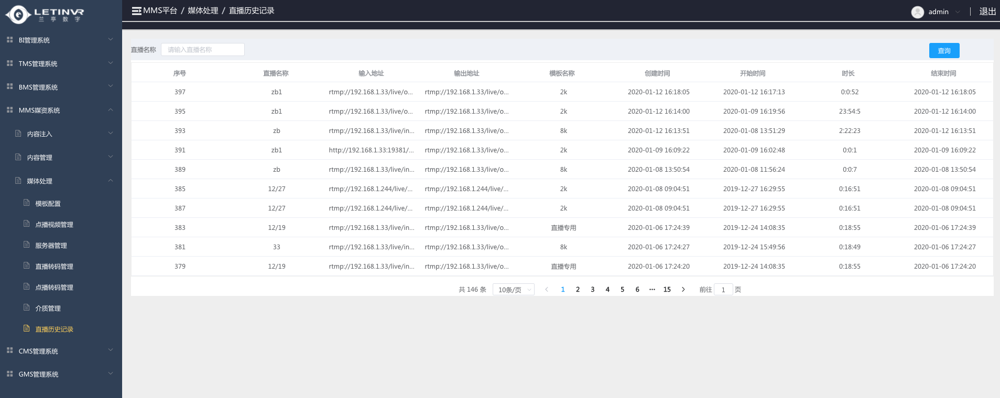 LETINVR
兰亭数字
MMS平台 / 媒体处理 / 直播历史记录
admin
退出
BI管理系统
TMS管理系统
BMS管理系统
MMS媒资系统
内容注入
内容管理
媒体处理
模板配置
点播视频管理
服务器管理
直播转码管理
点播转码管理
介质管理
直播历史记录
CMS管理系统
GMS管理系统
直播名称 请输入直播名称 查询
序号 直播名称 输入地址 输出地址 模板名称 创建时间 开始时间 时长 结束时间
397 zb1 rtmp://192.168.1.33/live/o... rtmp://192.168.1.33/live/o... 2k 2020-01-12 16:18:05 2020-01-12 16:17:13 0:0:52 2020-01-12 16:18:05
395 zb1 rtmp://192.168.1.33/live/o... rtmp://192.168.1.33/live/o... 2k 2020-01-12 16:14:00 2020-01-09 16:19:56 23:54:5 2020-01-12 16:14:00
393 zb rtmp://192.168.1.33/live/in... rtmp://192.168.1.33/live/o... 8k 2020-01-12 16:13:51 2020-01-08 13:51:29 2:22:23 2020-01-12 16:13:51
391 zb1 http://192.168.1.33:19381/... rtmp://192.168.1.33/live/o... 2k 2020-01-09 16:09:22 2020-01-09 16:02:48 0:0:1 2020-01-09 16:09:22
389 zb rtmp://192.168.1.33/live/in... rtmp://192.168.1.33/live/o... 8k 2020-01-08 13:50:54 2020-01-08 11:56:24 0:0:7 2020-01-08 13:50:54
385 12/27 rtmp://192.168.1.244/live/... rtmp://192.168.1.244/live/... 2k 2020-01-08 09:04:51 2019-12-27 16:29:55 0:16:51 2020-01-08 09:04:51
387 12/27 rtmp://192.168.1.244/live/... rtmp://192.168.1.244/live/... 2k 2020-01-08 09:04:51 2019-12-27 16:29:55 0:16:51 2020-01-08 09:04:51
383 12/19 rtmp://192.168.1.33/live/in... rtmp://192.168.1.33/live/o... 直播专用 2020-01-06 17:24:39 2019-12-24 14:08:35 0:18:55 2020-01-06 17:24:39
381 33 rtmp://192.168.1.33/live/in... rtmp://192.168.1.33/live/o... 8k 2020-01-06 17:24:27 2019-12-24 15:49:56 0:18:49 2020-01-06 17:24:27
379 12/19 rtmp://192.168.1.33/live/in... rtmp://192.168.1.33/live/o... 直播专用 2020-01-06 17:24:20 2019-12-24 14:08:35 0:18:55 2020-01-06 17:24:20
共 146 条 10条/页 1 2 3 4 5 6 ... 15 前往 1 页